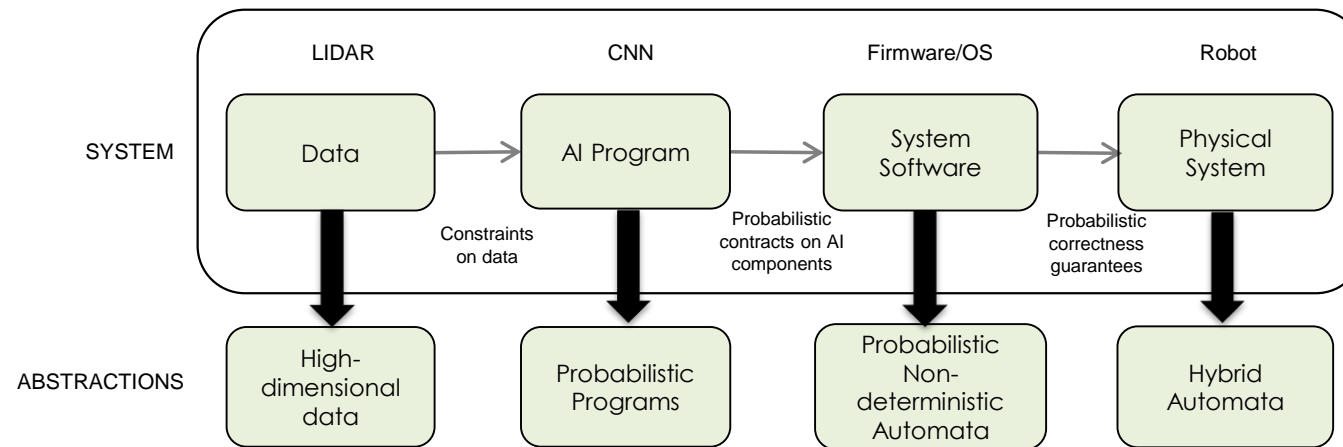 LIDAR
CNN
Firmware/OS
Robot
SYSTEM
Data
AI Program
System
Software
Physical
System
Constraints
on data
Probabilistic
contracts on AI
components
Probabilistic
correctness
guarantees
ABSTRACTIONS
High-
dimensional
data
Probabilistic
Programs
Probabilistic
Non-
deterministic
Automata
Hybrid
Automata